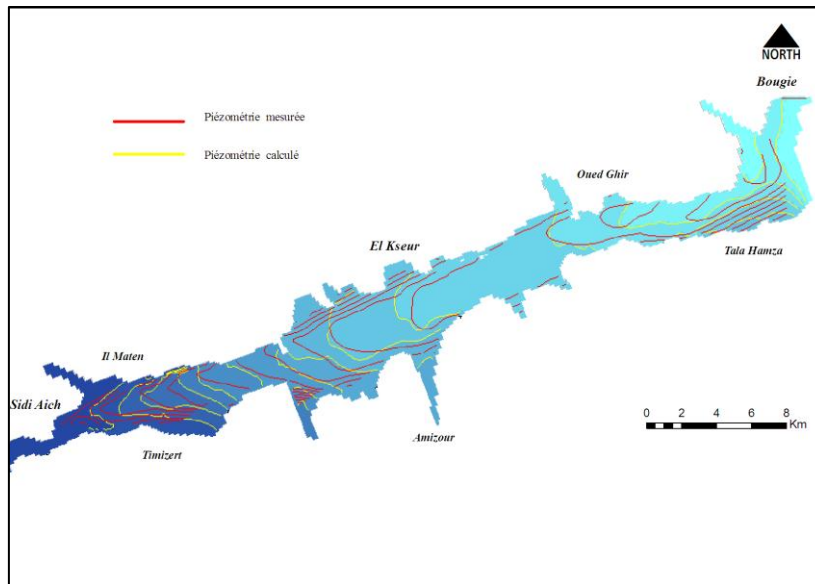 NORTH
Bougie
Piézométrie mesurée
Piézométrie calculé
Oued Ghir
El Kseur
Tala Hamza
Il Maten
Sidi Aich
Amizour
Timizert
0 2 4 6 8
Km